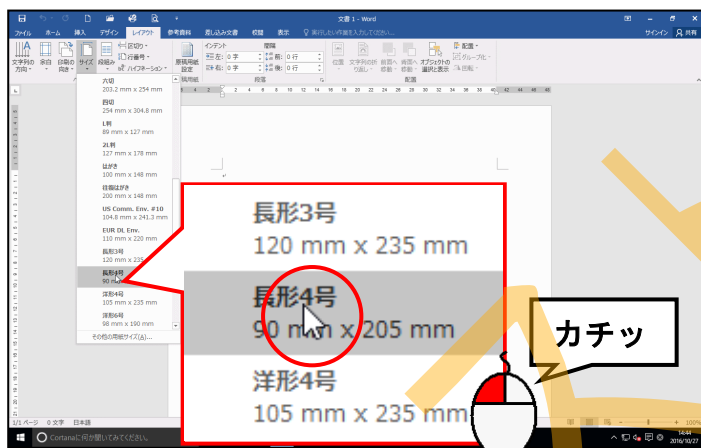 文書 1 - Word
ファイル ホーム 挿入 デザイン レイアウト 参考資料 差し込み文書 校閲 表示 実行したい作業を入力してください... サインイン 共有
文字列の方向 余白 印刷の向き サイズ 段組み 区切り 行番号 ハイフネーション 原稿用紙設定
インデント 間隔
左: 0 字 前: 0 行
右: 0 字 後: 0 行
位置 文字列の折り返し 前面へ移動 背面へ移動 オブジェクトの選択と表示 配置 グループ化 回転
原稿用紙 段落 配置
六切
203.2 mm x 254 mm
四切
254 mm x 304.8 mm
L判
89 mm x 127 mm
2L判
127 mm x 178 mm
はがき
100 mm x 148 mm
往復はがき
200 mm x 148 mm
US Comm. Env. #10
104.8 mm x 241.3 mm
EUR DL Env.
110 mm x 220 mm
長形3号
120 mm x 235
長形4号
90 mm
洋形4号
105 mm x 235 mm
洋形6号
98 mm x 190 mm
その他の用紙サイズ(A)...
長形3号
120 mm x 235 mm
長形4号
90 mm x 205 mm
洋形4号
105 mm x 235 mm
カチッ
1/1 ページ 0 文字 日本語 100%
Cortanaに何か聞いてみてください。
14:44
2016/10/27